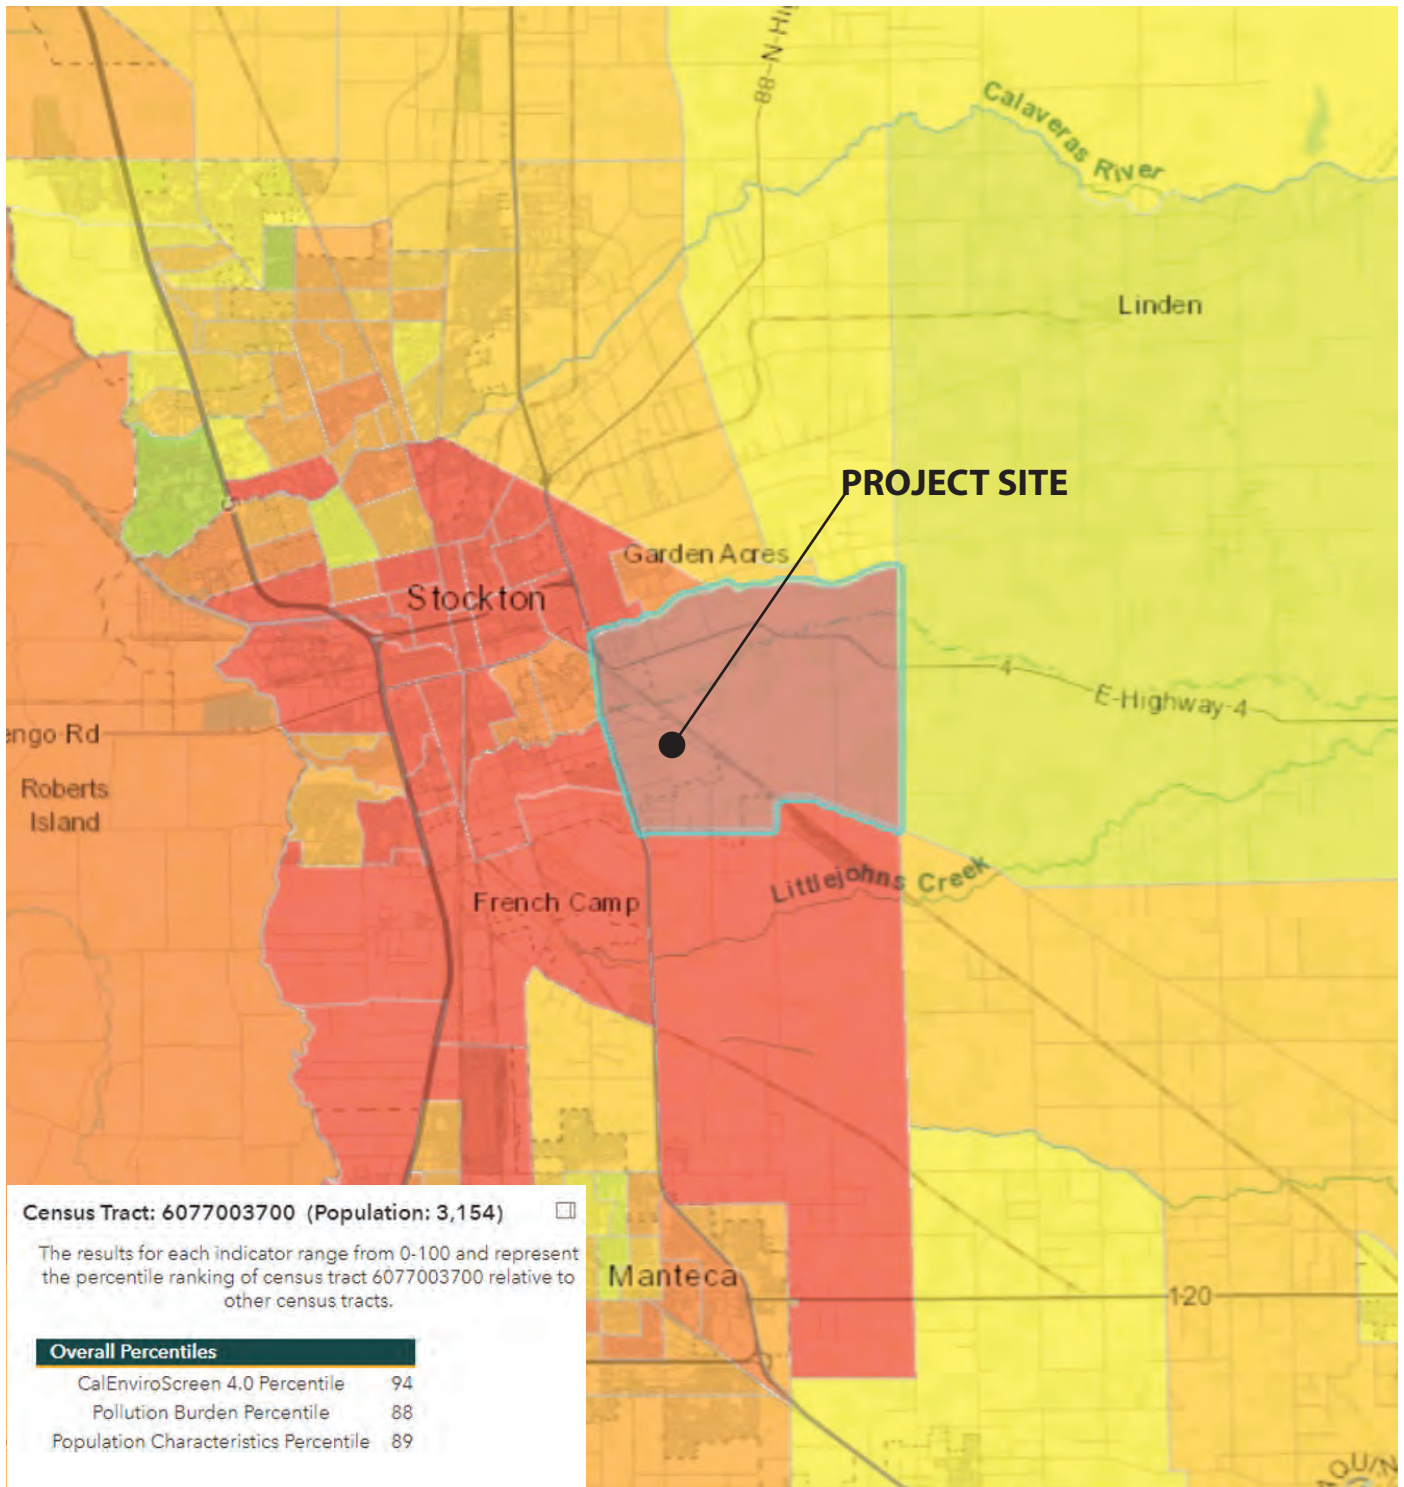 88-N-Hi
Calaveras River
Linden
PROJECT SITE
Garden Acres
Stockton
4
E-Highway-4
engo Rd
Roberts
Island
Littlejohns Creek
French Camp
Manteca
120
AQUIN
Census Tract: 6077003700 (Population: 3,154)
The results for each indicator range from 0-100 and represent
the percentile ranking of census tract 6077003700 relative to
other census tracts.
Overall Percentiles
CalEnviroScreen 4.0 Percentile 94
Pollution Burden Percentile 88
Population Characteristics Percentile 89